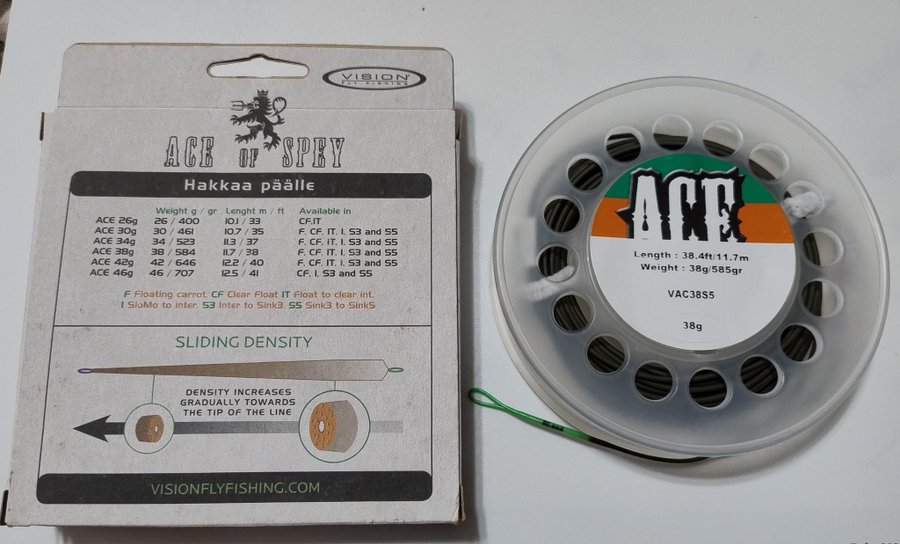 VISION
FLY FISHING
ACE OF SPEY
Hakkaa päälle
Weight g / gr Lenght m / ft Available in
ACE 26g 26 / 400 10.1 / 33 CF.IT
ACE 30g 30 / 461 10.7 / 35 F. CF. IT. I. S3 and S5
ACE 34g 34 / 523 11.3 / 37 F. CF. IT. I. S3 and S5
ACE 38g 38 / 584 11.7 / 38 F. CF. IT. I. S3 and S5
ACE 42g 42 / 646 12.2 / 40 F. CF. IT. I. S3 and S5
ACE 46g 46 / 707 12.5 / 41 CF, I. S3 and S5
F Floating carrot. CF Clear Float IT Float to clear int.
I SloMo to inter. S3 Inter to Sink3. S5 Sink3 to Sink5
SLIDING DENSITY
DENSITY INCREASES
GRADUALLY TOWARDS
THE TIP OF THE LINE
VISIONFLYFISHING.COM
ACE
Length : 38.4ft/11.7m
Weight : 38g/585gr
VAC38S5
38g